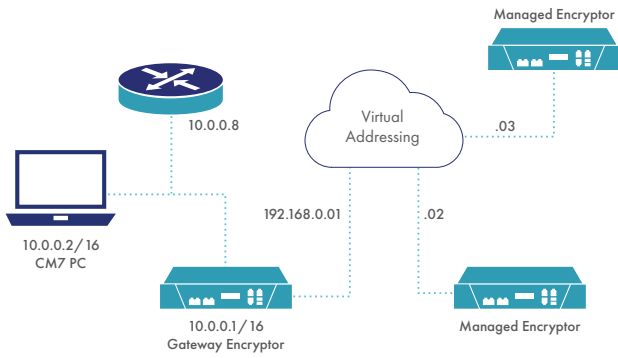 Managed Encryptor
Virtual
Addressing
10.0.0.8
.03
192.168.0.01
.02
10.0.0.2/16
CM7 PC
10.0.0.1/16
Gateway Encryptor
Managed Encryptor